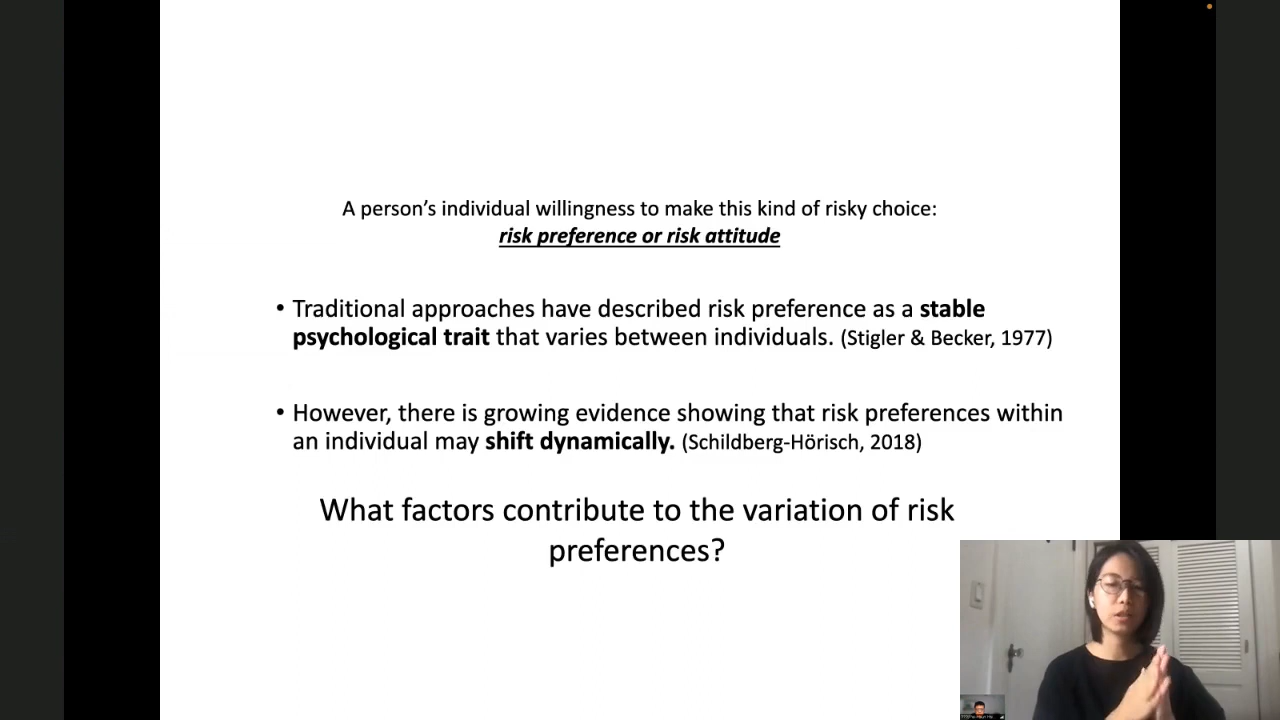 A person’s individual willingness to make this kind of risky choice:
risk preference or risk attitude
• Traditional approaches have described risk preference as a stable
psychological trait that varies between individuals. (Stigler & Becker, 1977)
• However, there is growing evidence showing that risk preferences within
an individual may shift dynamically. (Schildberg-Hörisch, 2018)
What factors contribute to the variation of risk
preferences?